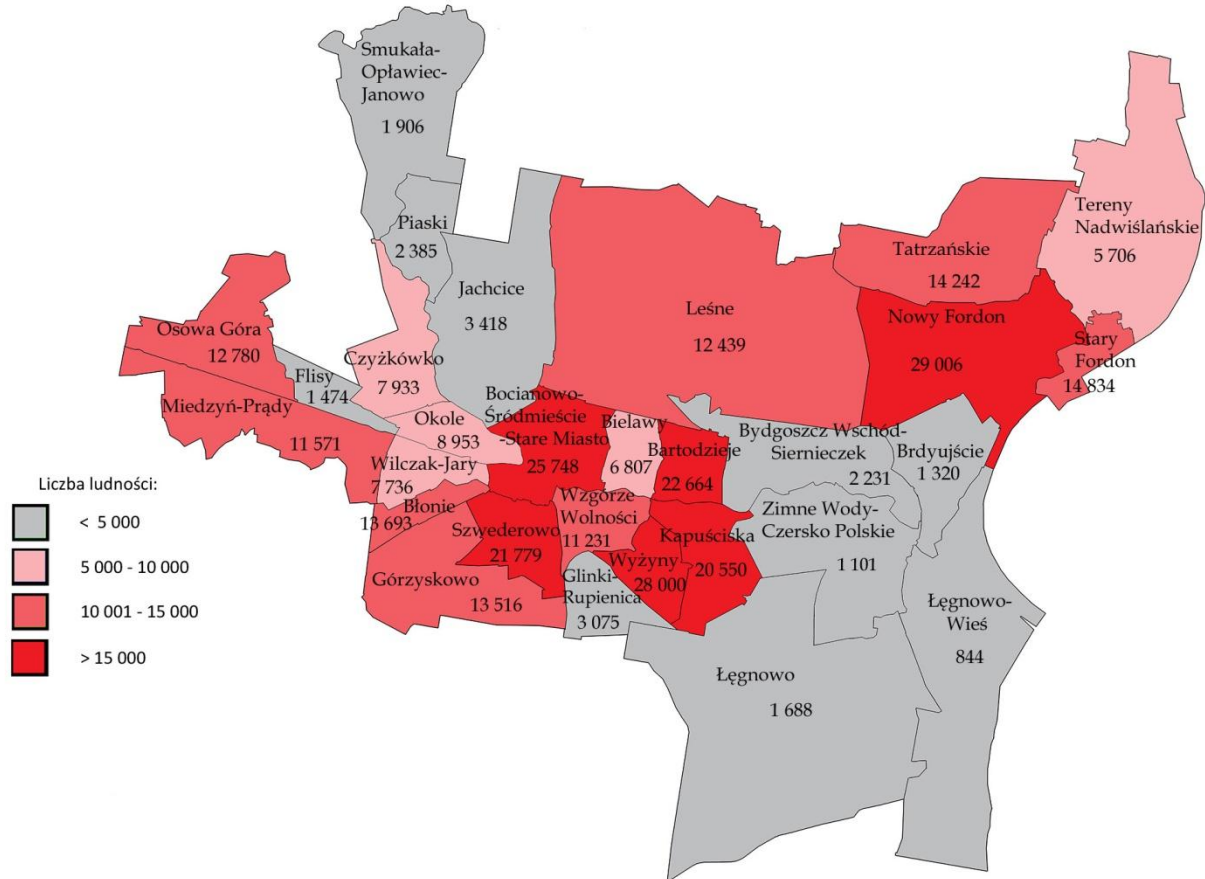 Smukała-
Opławiec-
Janowo
1 906
Piaski
2 385
Jachcice
3 418
Tereny
Nadwiślańskie
5 706
Tatrzańskie
14 242
Leśne
12 439
Nowy Fordon
29 006
Stary
Fordon
14 834
Osowa Góra
12 780
Flisy
1 474
Czyżkówko
7 933
Miedzyń-Prądy
11 571
Okole
8 953
Bocianowo-
Śródmieście
-Stare Miasto
25 748
Bielawy
6 807
Bartodzieje
22 664
Bydgoszcz Wschód-
Siernieczek
2 231
Brdyujście
1 320
Wilczak-Jary
7 736
Błonie
13 693
Szwederowo
21 779
Wzgórze
Wolności
11 231
Kapuściska
20 550
Wyżyny
28 000
Zimne Wody-
Czersko Polskie
1 101
Górzyskowo
13 516
Glinki-
Rupienica
3 075
Łęgnowo-
Wieś
844
Łęgnowo
1 688
Liczba ludności:
< 5 000
5 000 - 10 000
10 001 - 15 000
> 15 000